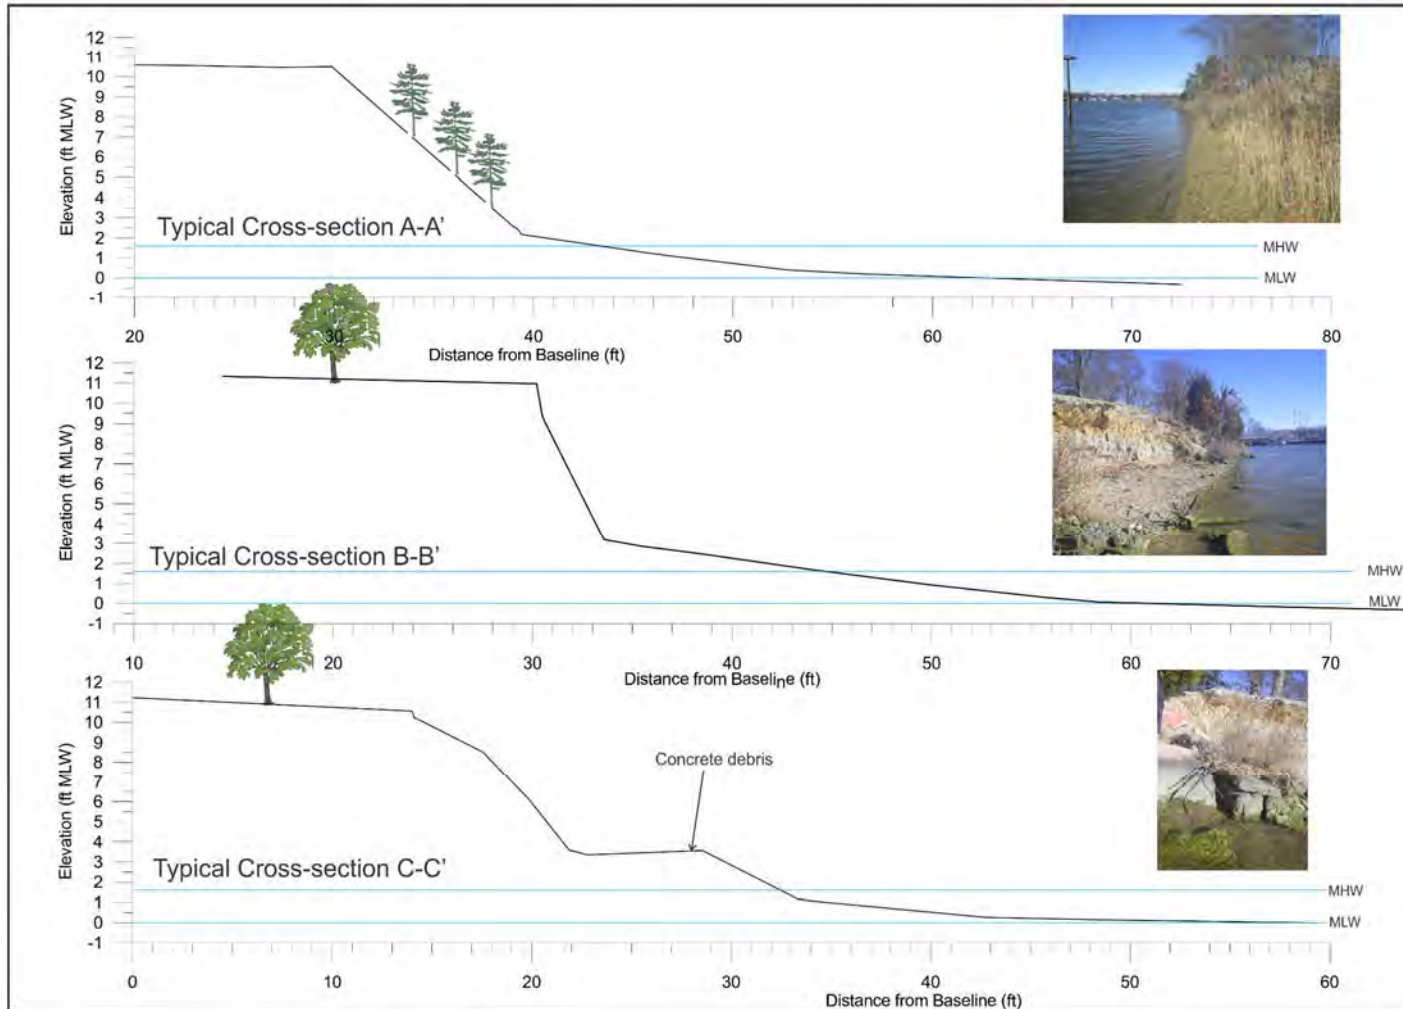 12
11
10
9
8
7
6
5
4
3
2
1
0
-1
Elevation (ft MLW)
Typical Cross-section A-A’
MHW
MLW
20 30 40 50 60 70 80
Distance from Baseline (ft)
12
11
10
9
8
7
6
5
4
3
2
1
0
-1
Elevation (ft MLW)
Typical Cross-section B-B’
MHW
MLW
10 20 30 40 50 60 70
Distance from Baseline (ft)
12
11
10
9
8
7
6
5
4
3
2
1
0
-1
Elevation (ft MLW)
Concrete debris
Typical Cross-section C-C’
MHW
MLW
0 10 20 30 40 50 60
Distance from Baseline (ft)